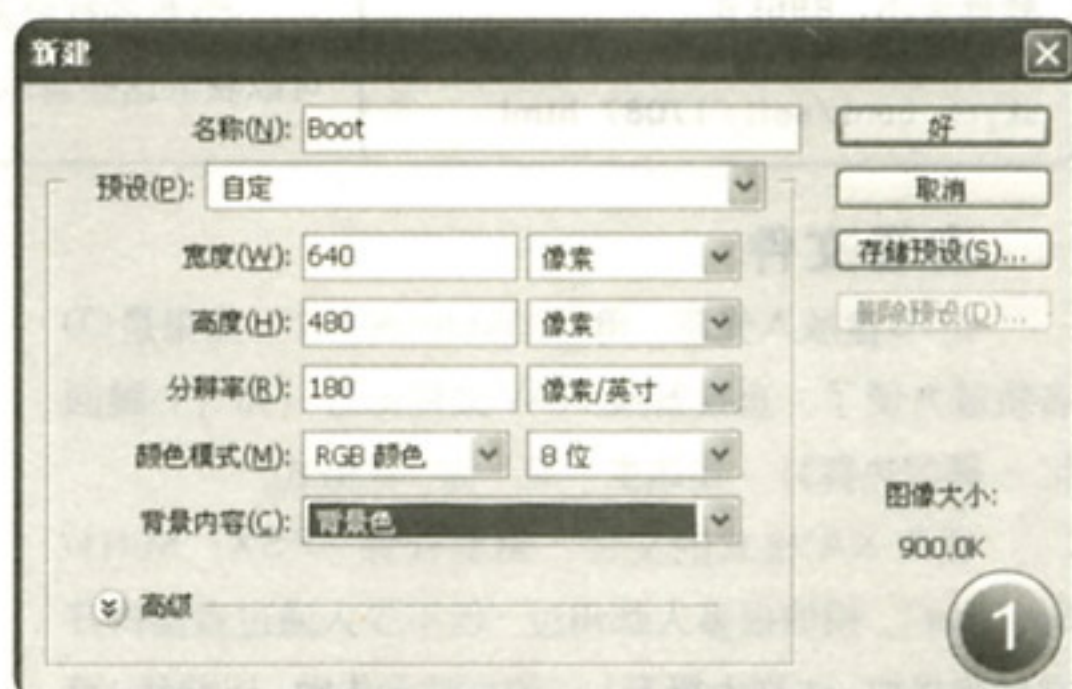 新建
名称(N): Boot
好
预设(P): 自定
取消
宽度(W): 640 像素
存储预设(S)...
高度(H): 480 像素
删除预设(D)...
分辨率(R): 180 像素/英寸
颜色模式(M): RGB 颜色 8 位
背景内容(C): 背景色
图像大小:
900.0K
高级
1